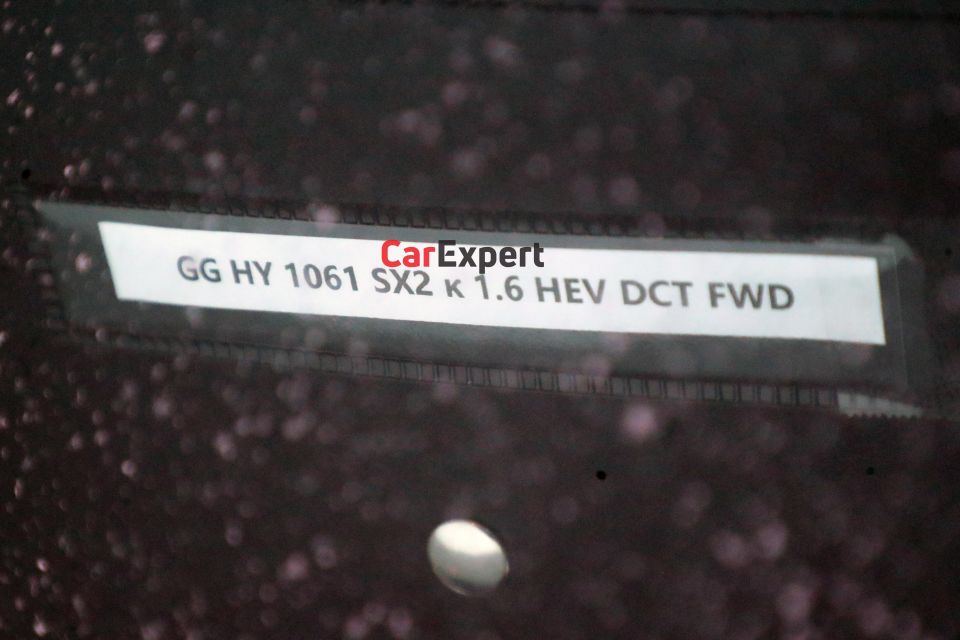 CarExpert
GG HY 1061 SX2 κ 1.6 HEV DCT FWD